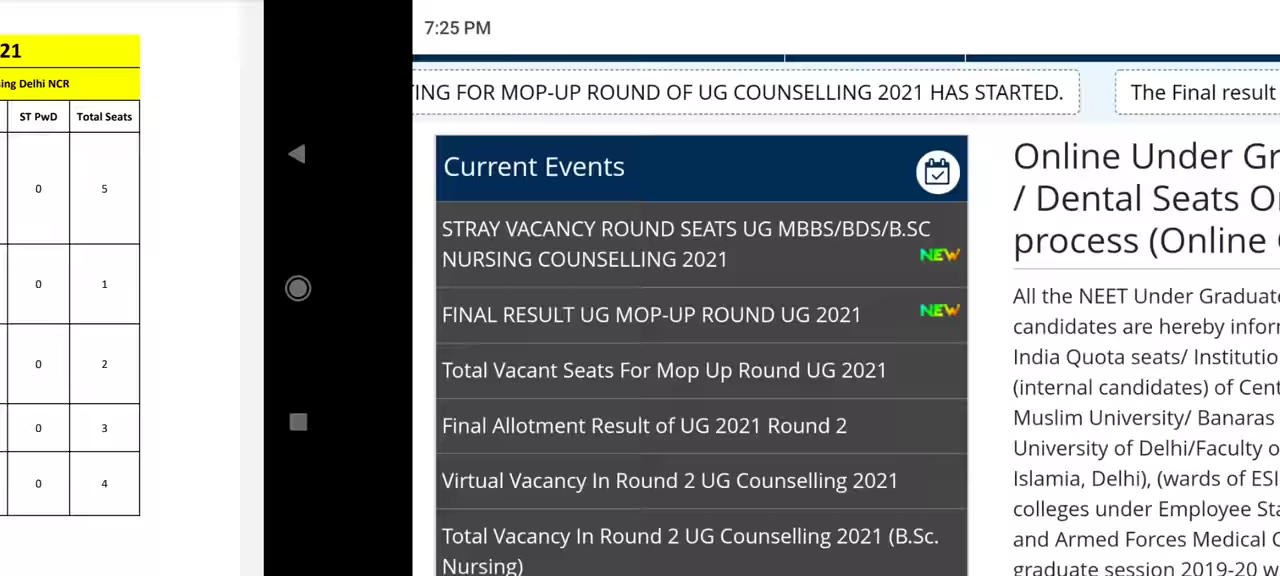 21
ing Delhi NCR
ST PwD Total Seats
0 5
0 1
0 2
0 3
0 4
7:25 PM
ING FOR MOP-UP ROUND OF UG COUNSELLING 2021 HAS STARTED.
The Final result
Current Events
STRAY VACANCY ROUND SEATS UG MBBS/BDS/B.SC
NURSING COUNSELLING 2021 NEW
FINAL RESULT UG MOP-UP ROUND UG 2021 NEW
Total Vacant Seats For Mop Up Round UG 2021
Final Allotment Result of UG 2021 Round 2
Virtual Vacancy In Round 2 UG Counselling 2021
Total Vacancy In Round 2 UG Counselling 2021 (B.Sc.
Nursing)
Online Under Gr
/ Dental Seats O
process (Online
All the NEET Under Graduate
candidates are hereby inform
India Quota seats/ Institutio
(internal candidates) of Cent
Muslim University/ Banaras
University of Delhi/Faculty o
Islamia, Delhi), (wards of ESI
colleges under Employee Sta
and Armed Forces Medical C
graduate session 2019-20 w